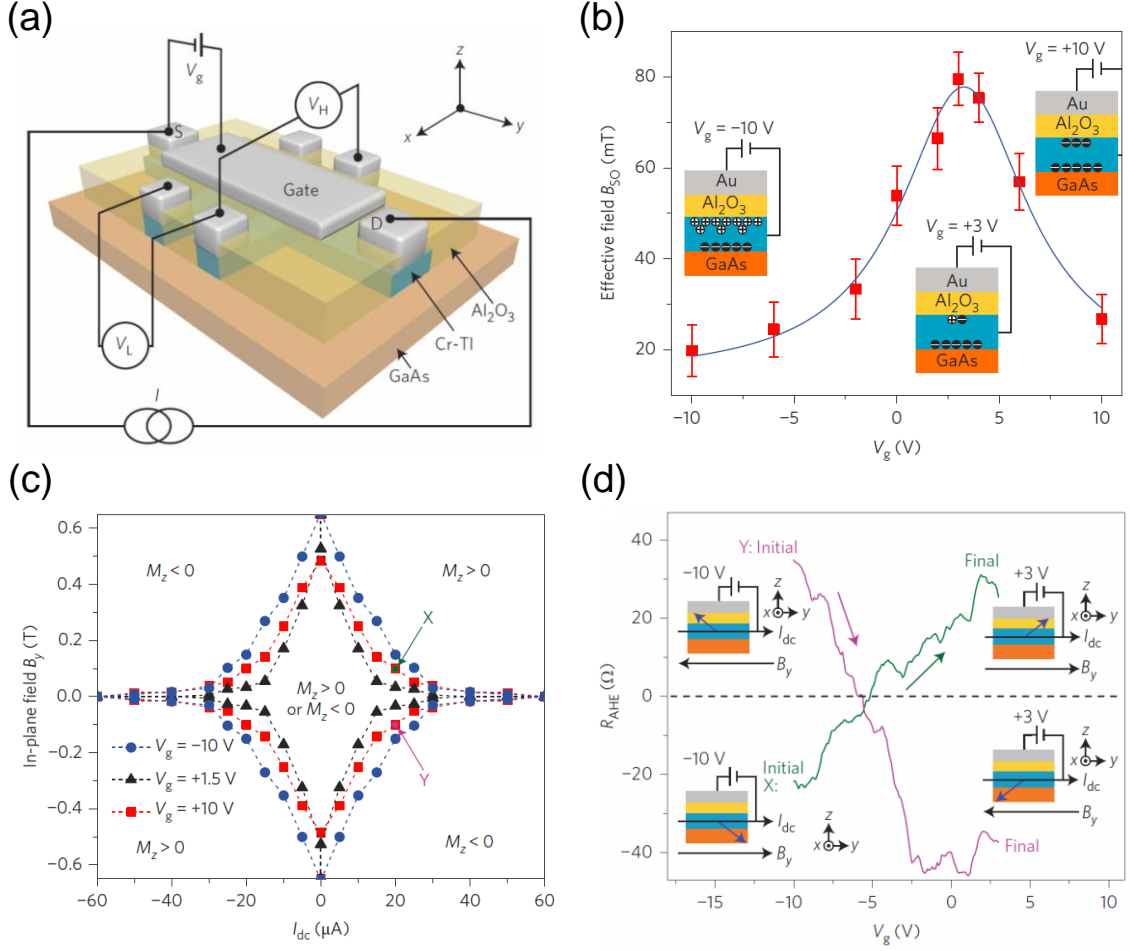 (a)
V_g
V_H
z
x
y
S
Gate
D
V_L
Al₂O₃
Cr-TI
GaAs
I
(b)
Effective field B_SO (mT)
80
60
40
20
−10
−5
0
5
10
V_g (V)
V_g = −10 V
Au
Al₂O₃
GaAs
V_g = +3 V
Au
Al₂O₃
GaAs
V_g = +10 V
Au
Al₂O₃
GaAs
(c)
In-plane field B_y (T)
0.6
0.4
0.2
0.0
−0.2
−0.4
−0.6
−60
−40
−20
0
20
40
60
I_dc (μA)
M_z < 0
M_z > 0
X
M_z > 0
or M_z < 0
Y
V_g = −10 V
V_g = +1.5 V
V_g = +10 V
M_z > 0
M_z < 0
(d)
R_AHE (Ω)
40
20
0
−20
−40
−15
−10
−5
0
5
10
V_g (V)
Y: Initial
Final
−10 V
z
x
y
I_dc
B_y
+3 V
z
x
y
I_dc
B_y
Initial
X:
−10 V
I_dc
z
x
y
B_y
+3 V
z
x
y
I_dc
B_y
Final